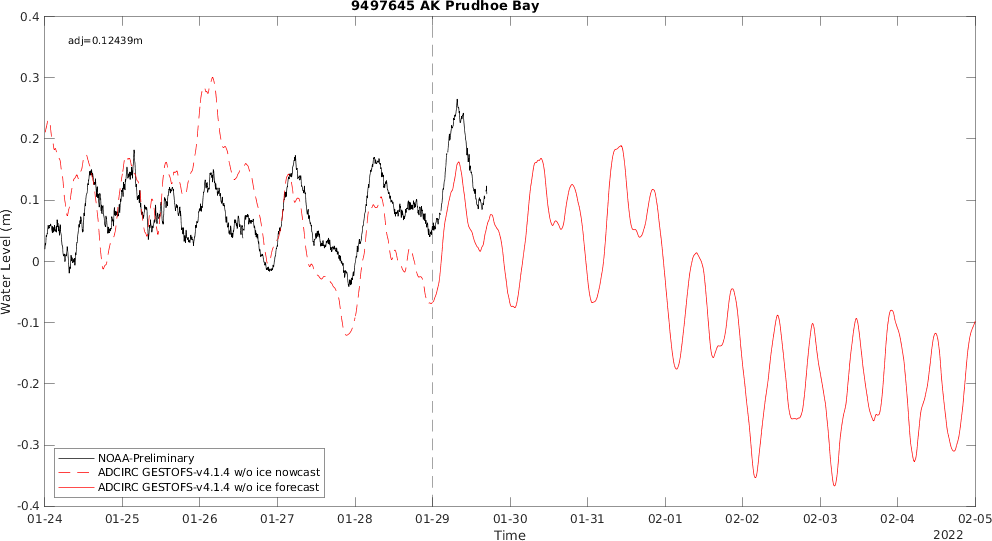 9497645 AK Prudhoe Bay
adj=0.12439m
0.4
0.3
0.2
0.1
0
-0.1
-0.2
-0.3
-0.4
Water Level (m)
NOAA-Preliminary
ADCIRC GESTOFS-v4.1.4 w/o ice nowcast
ADCIRC GESTOFS-v4.1.4 w/o ice forecast
01-24 01-25 01-26 01-27 01-28 01-29 01-30 01-31 02-01 02-02 02-03 02-04 02-05
Time
2022